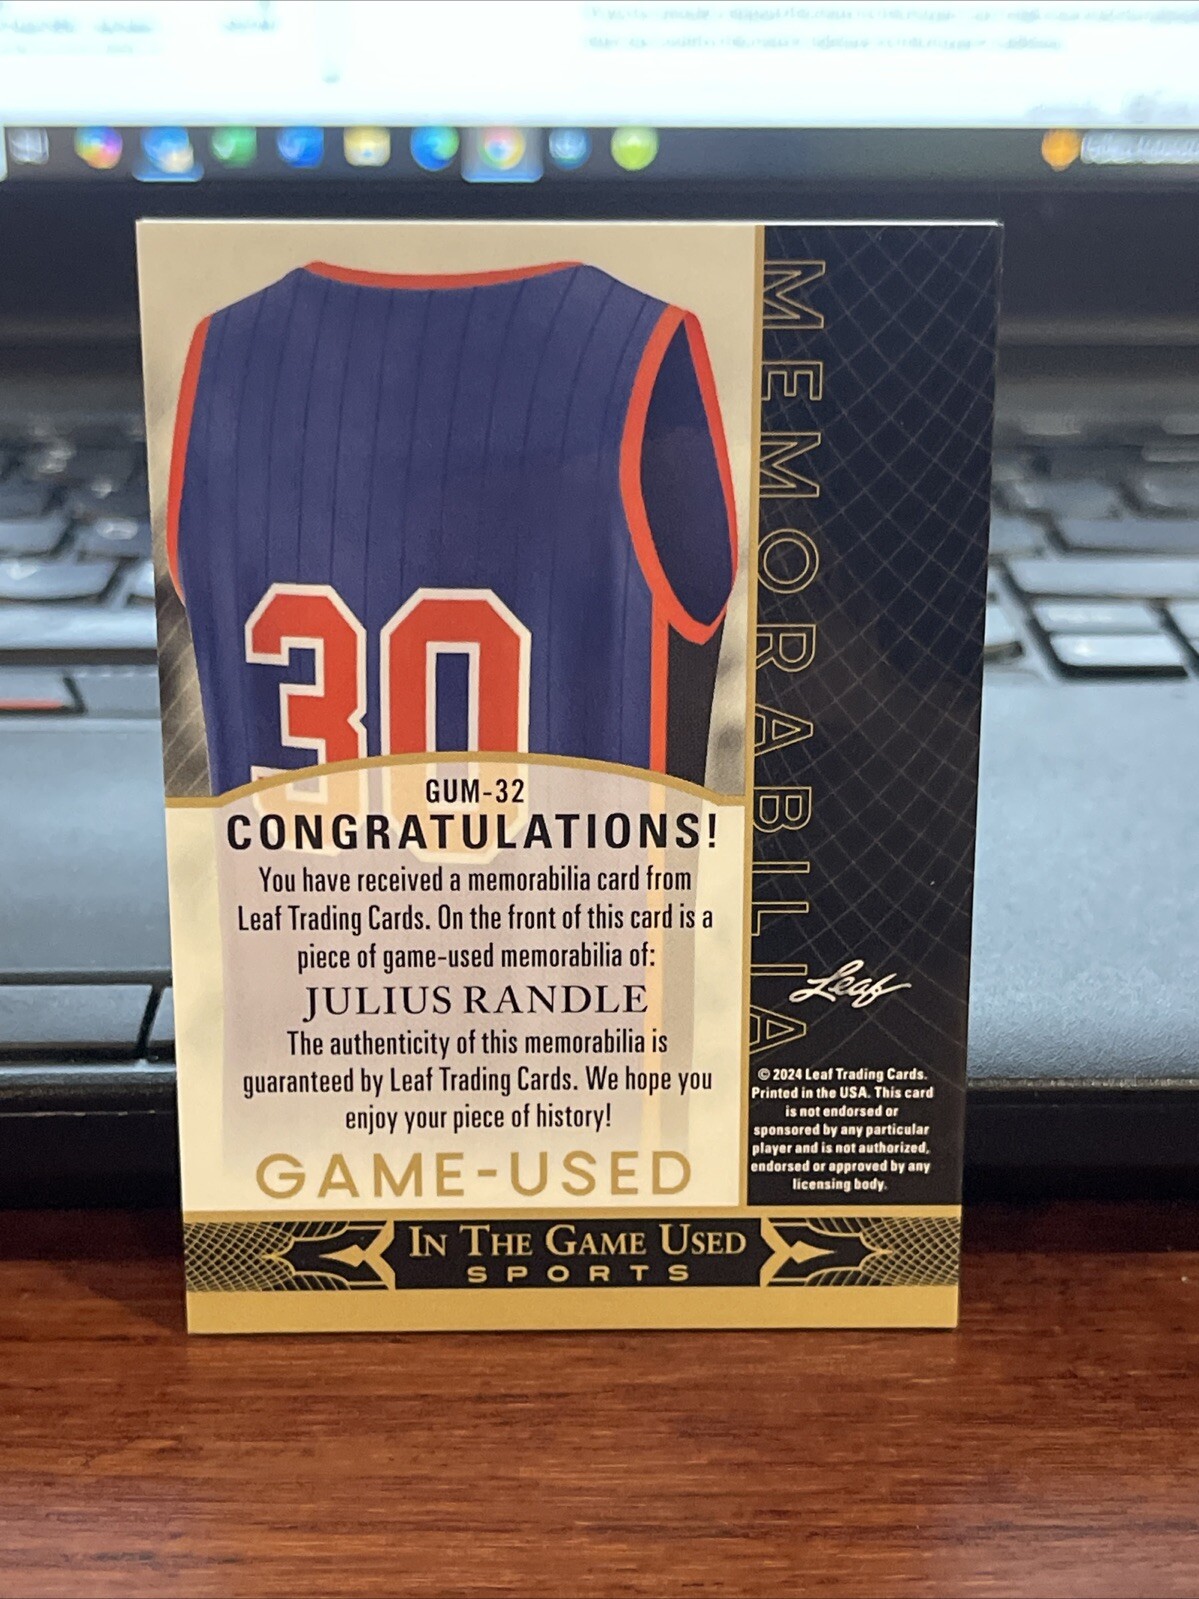 30
GUM-32
CONGRATULATIONS!
You have received a memorabilia card from
Leaf Trading Cards. On the front of this card is a
piece of game-used memorabilia of:
JULIUS RANDLE
The authenticity of this memorabilia is
guaranteed by Leaf Trading Cards. We hope you
enjoy your piece of history!
GAME-USED
MEMORABILIA
Leaf
© 2024 Leaf Trading Cards.
Printed in the USA. This card
is not endorsed or
sponsored by any particular
player and is not authorized,
endorsed or approved by any
licensing body.
IN THE GAME USED
SPORTS